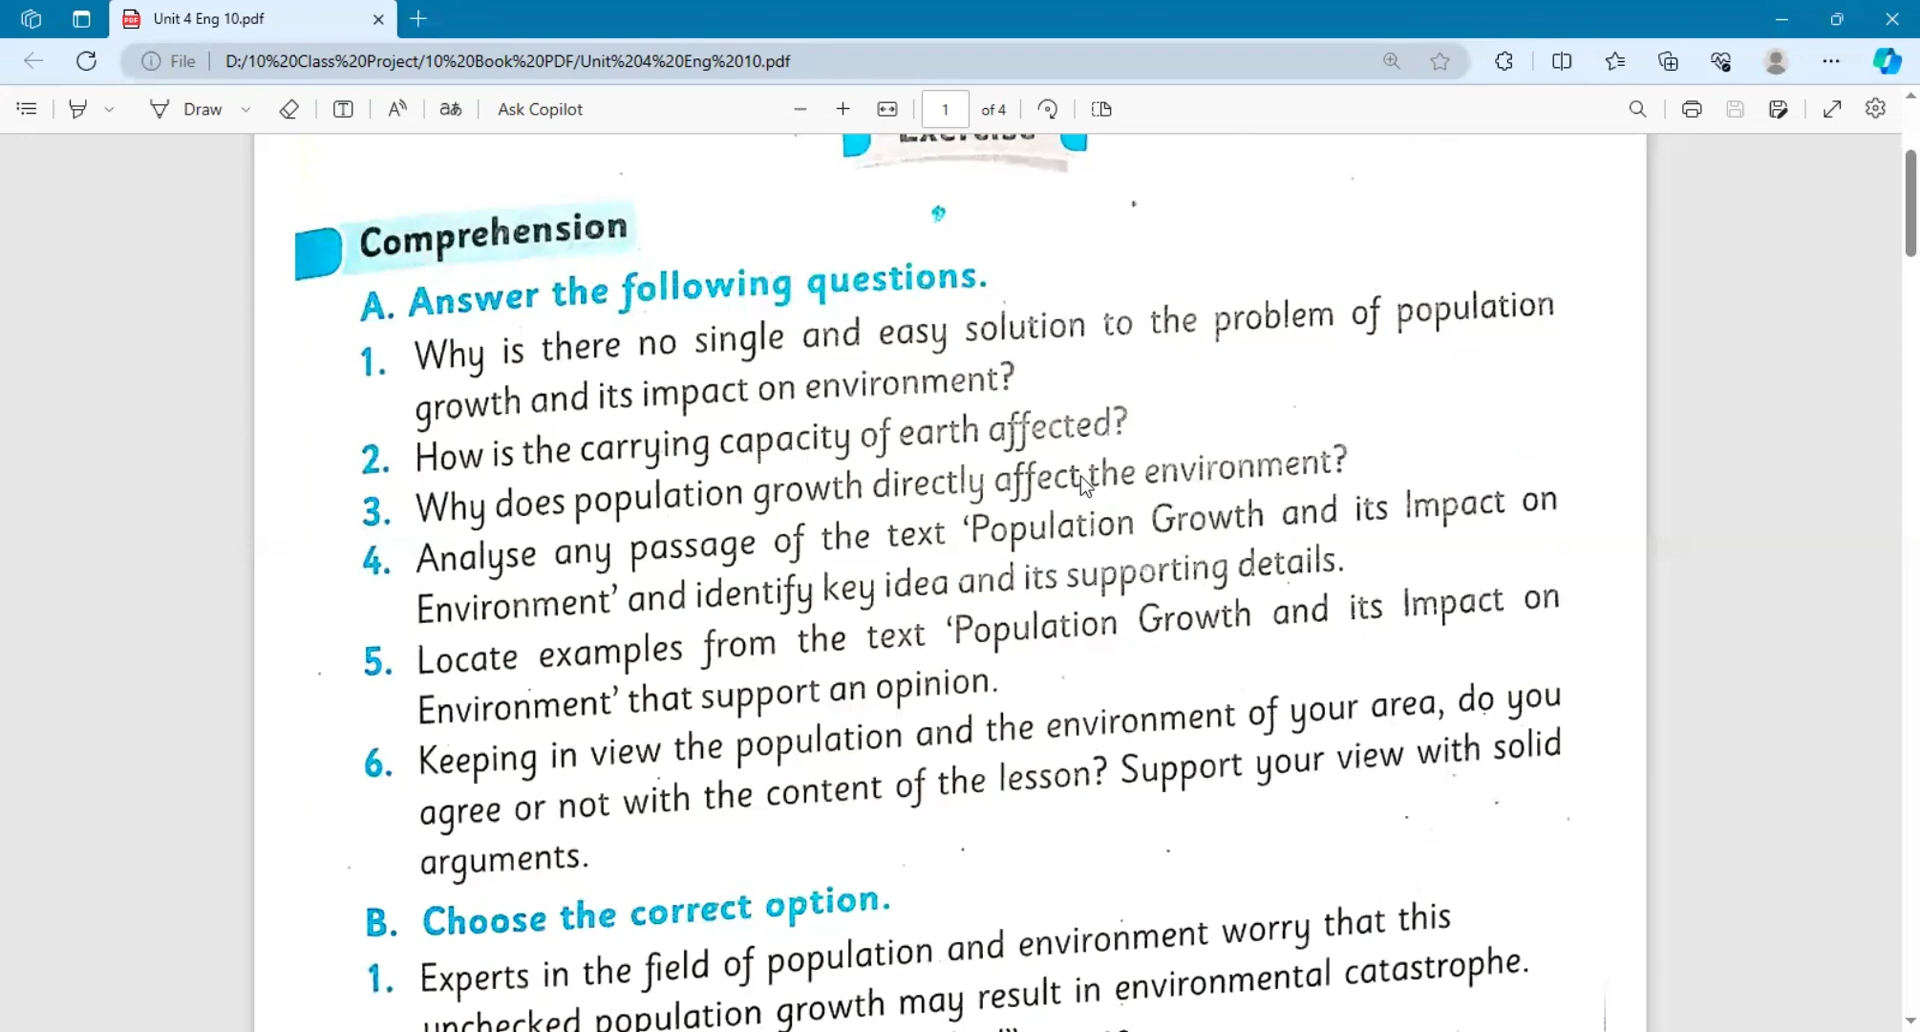 Unit 4 Eng 10.pdf
File
D:/10%20Class%20Project/10%20Book%20PDF/Unit%204%20Eng%2010.pdf
Draw
Ask Copilot
1 of 4
Exercise
Comprehension
A. Answer the following questions.
1. Why is there no single and easy solution to the problem of population
growth and its impact on environment?
2. How is the carrying capacity of earth affected?
3. Why does population growth directly affect the environment?
4. Analyse any passage of the text ‘Population Growth and its Impact on
Environment’ and identify key idea and its supporting details.
5. Locate examples from the text ‘Population Growth and its Impact on
Environment’ that support an opinion.
6. Keeping in view the population and the environment of your area, do you
agree or not with the content of the lesson? Support your view with solid
arguments.
B. Choose the correct option.
1. Experts in the field of population and environment worry that this
unchecked population growth may result in environmental catastrophe.